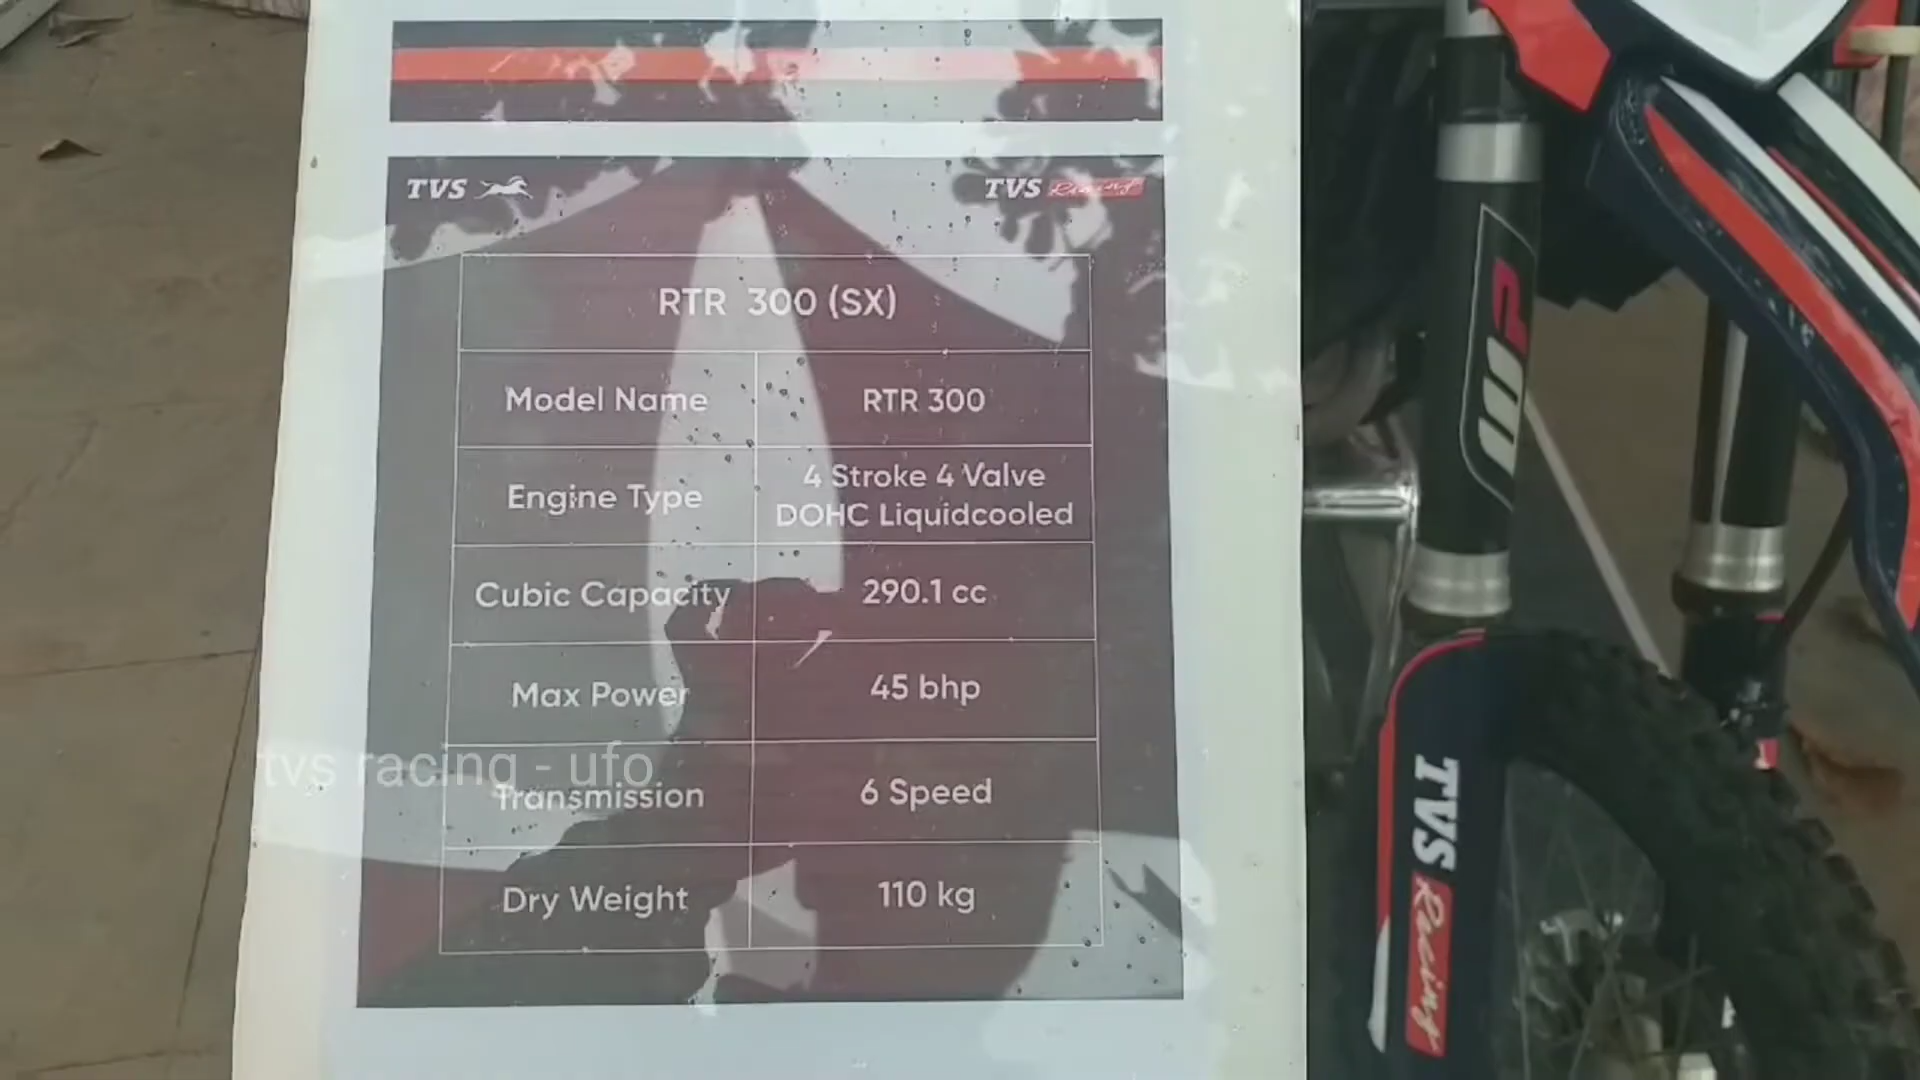 TVS
TVS Racing
RTR 300 (SX)
Model Name RTR 300
Engine Type 4 Stroke 4 Valve
DOHC Liquidcooled
Cubic Capacity 290.1 cc
Max Power 45 bhp
tvs racing - ufo
Transmission 6 Speed
Dry Weight 110 kg
TVS Racing